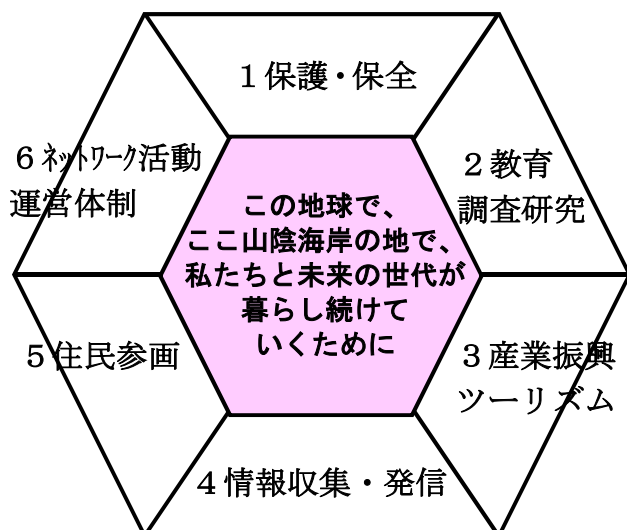 １保護・保全
２教育
調査研究
３産業振興
ツーリズム
４情報収集・発信
５住民参画
６ﾈｯﾄﾜｰｸ活動
運営体制
この地球で、
ここ山陰海岸の地で、
私たちと未来の世代が
暮らし続けて
いくために